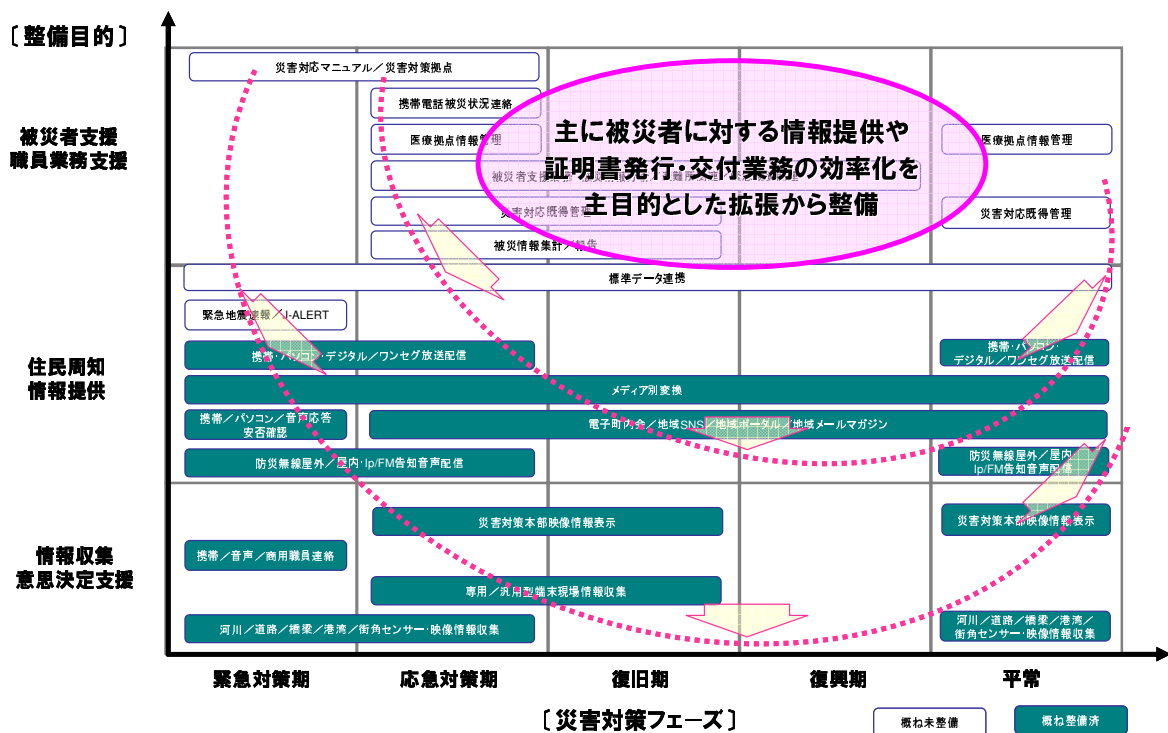 〔整備目的〕
災害対応マニュアル／災害対策拠点
携帯電話被災状況連絡
被災者支援
職員業務支援
医療拠点情報管理
医療拠点情報管理
主に被災者に対する情報提供や
証明書発行・交付業務の効率化を
主目的とした拡張から整備
被災者支援
災害対応既得管理
災害対応既得管理
被災情報集計／報告
標準データ連携
緊急地震速報／J-ALERT
住民周知
情報提供
携帯・パソコン・デジタル／ワンセグ放送配信
携帯・パソコン・
デジタル／ワンセグ放送配信
メディア別変換
携帯／パソコン／音声応答
安否確認
電子町内会／地域SNS／地域ポータル／地域メールマガジン
防災無線屋外／屋内・Ip/FM告知音声配信
防災無線屋外／屋内・
Ip/FM告知音声配信
情報収集
意思決定支援
災害対策本部映像情報表示
災害対策本部映像情報表示
携帯／音声／商用職員連絡
専用／汎用型端末現場情報収集
河川／道路／橋梁／港湾／街角センサー・映像情報収集
河川／道路／橋梁／港湾／
街角センサー・映像情報収集
緊急対策期
応急対策期
復旧期
復興期
平常
〔災害対策フェーズ〕
概ね未整備
概ね整備済